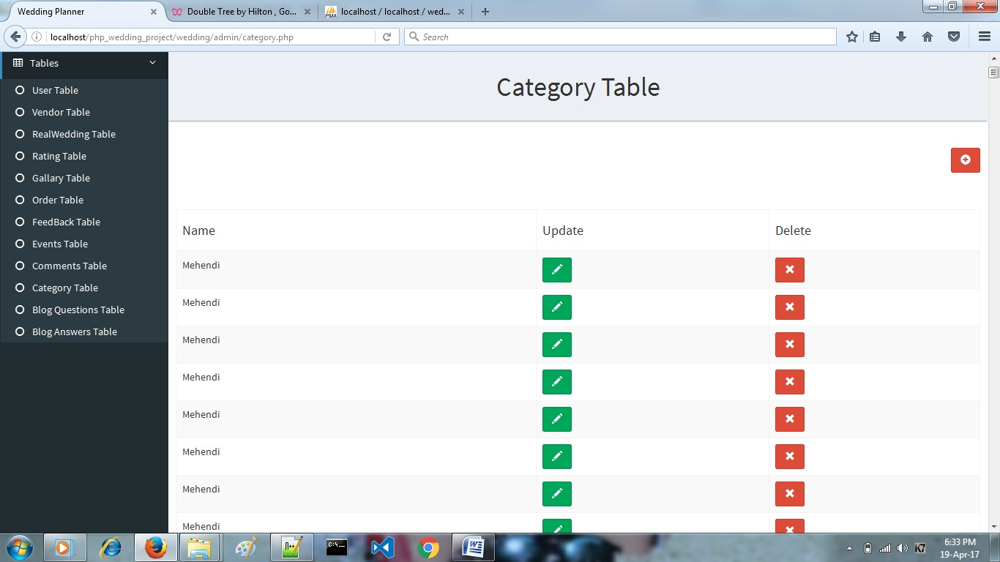 Wedding Planner
Double Tree by Hilton , Go...
PMA
localhost / localhost / wed...
localhost/php_wedding_project/wedding/admin/category.php
Search
Tables
User Table
Vendor Table
RealWedding Table
Rating Table
Gallary Table
Order Table
FeedBack Table
Events Table
Comments Table
Category Table
Blog Questions Table
Blog Answers Table
Category Table
Name Update Delete
Mehendi
Mehendi
Mehendi
Mehendi
Mehendi
Mehendi
Mehendi
Mehendi
C:\.
K7
6:33 PM
19-Apr-17